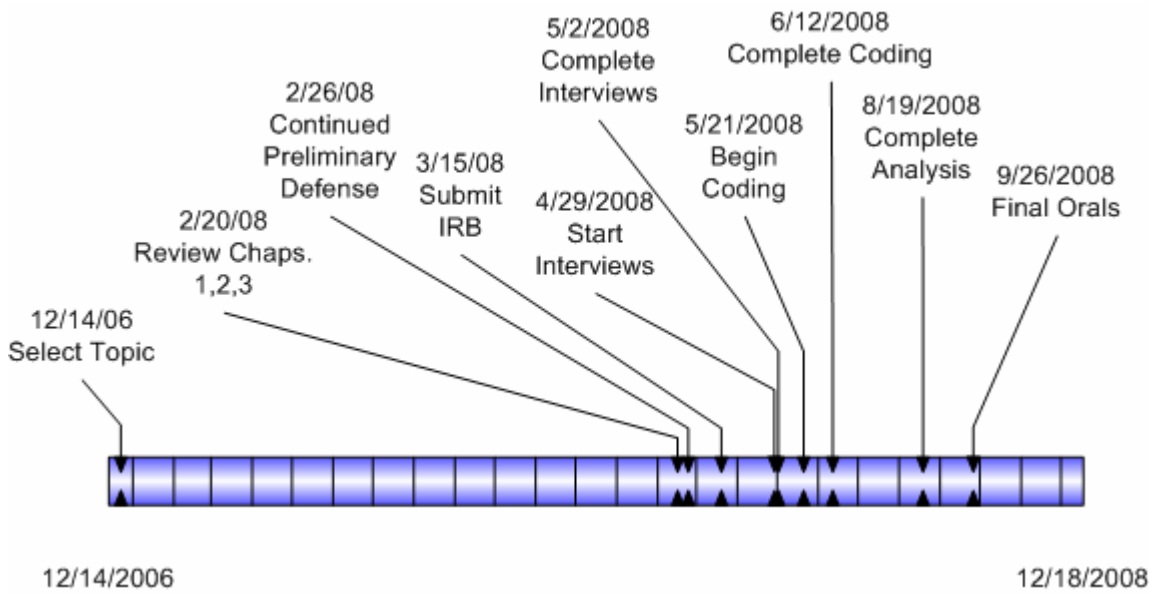 12/14/06
Select Topic
2/20/08
Review Chaps.
1,2,3
2/26/08
Continued
Preliminary
Defense
3/15/08
Submit
IRB
4/29/2008
Start
Interviews
5/2/2008
Complete
Interviews
5/21/2008
Begin
Coding
6/12/2008
Complete Coding
8/19/2008
Complete
Analysis
9/26/2008
Final Orals
12/14/2006
12/18/2008